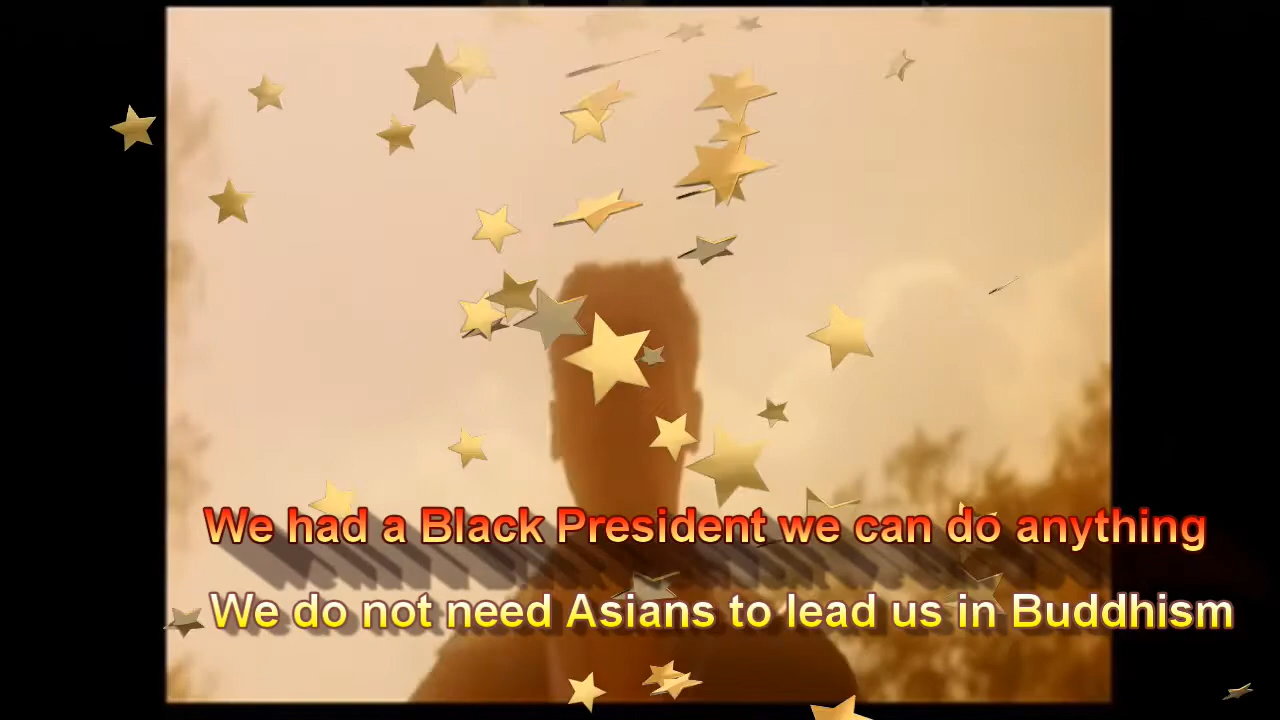 We had a Black President we can do anything
We do not need Asians to lead us in Buddhism